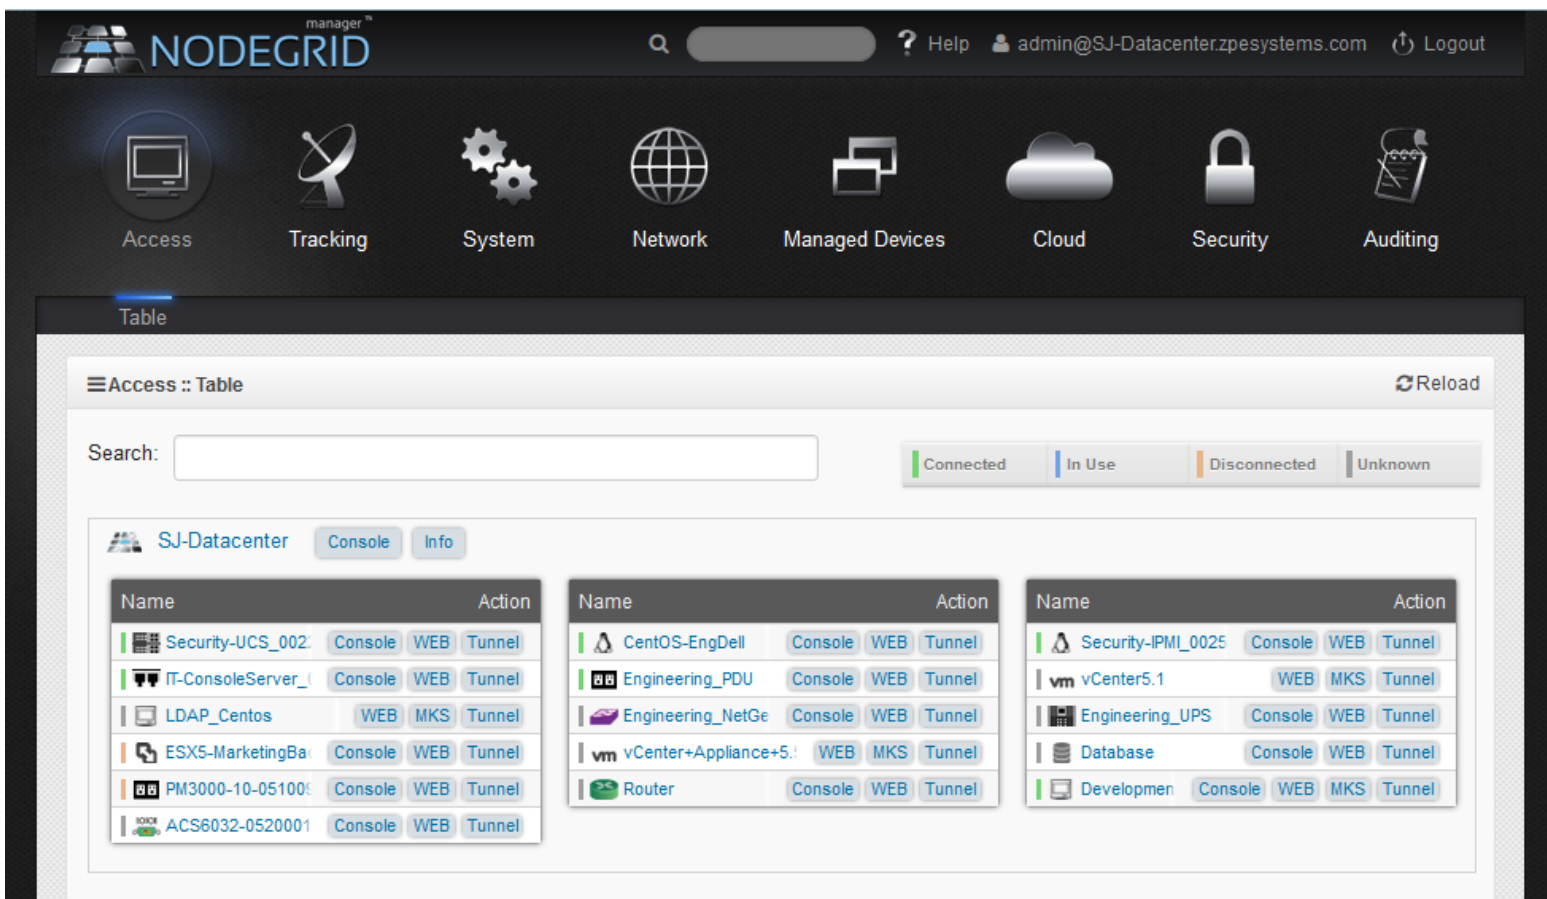 manager™
NODEGRID
Help admin@SJ-Datacenter.zpesystems.com Logout
Access Tracking System Network Managed Devices Cloud Security Auditing
Table
Access :: Table
Reload
Search:
Connected In Use Disconnected Unknown
SJ-Datacenter Console Info
Name Action
Security-UCS_002 Console WEB Tunnel
IT-ConsoleServer_ Console WEB Tunnel
LDAP_Centos WEB MKS Tunnel
ESX5-MarketingBa Console WEB Tunnel
PM3000-10-051009 Console WEB Tunnel
ACS6032-0520001 Console WEB Tunnel
Name Action
CentOS-EngDell Console WEB Tunnel
Engineering_PDU Console WEB Tunnel
Engineering_NetGe Console WEB Tunnel
vm vCenter+Appliance+5. WEB MKS Tunnel
Router Console WEB Tunnel
Name Action
Security-IPMI_0025 Console WEB Tunnel
vm vCenter5.1 WEB MKS Tunnel
Engineering_UPS Console WEB Tunnel
Database Console WEB Tunnel
Developmen Console WEB MKS Tunnel